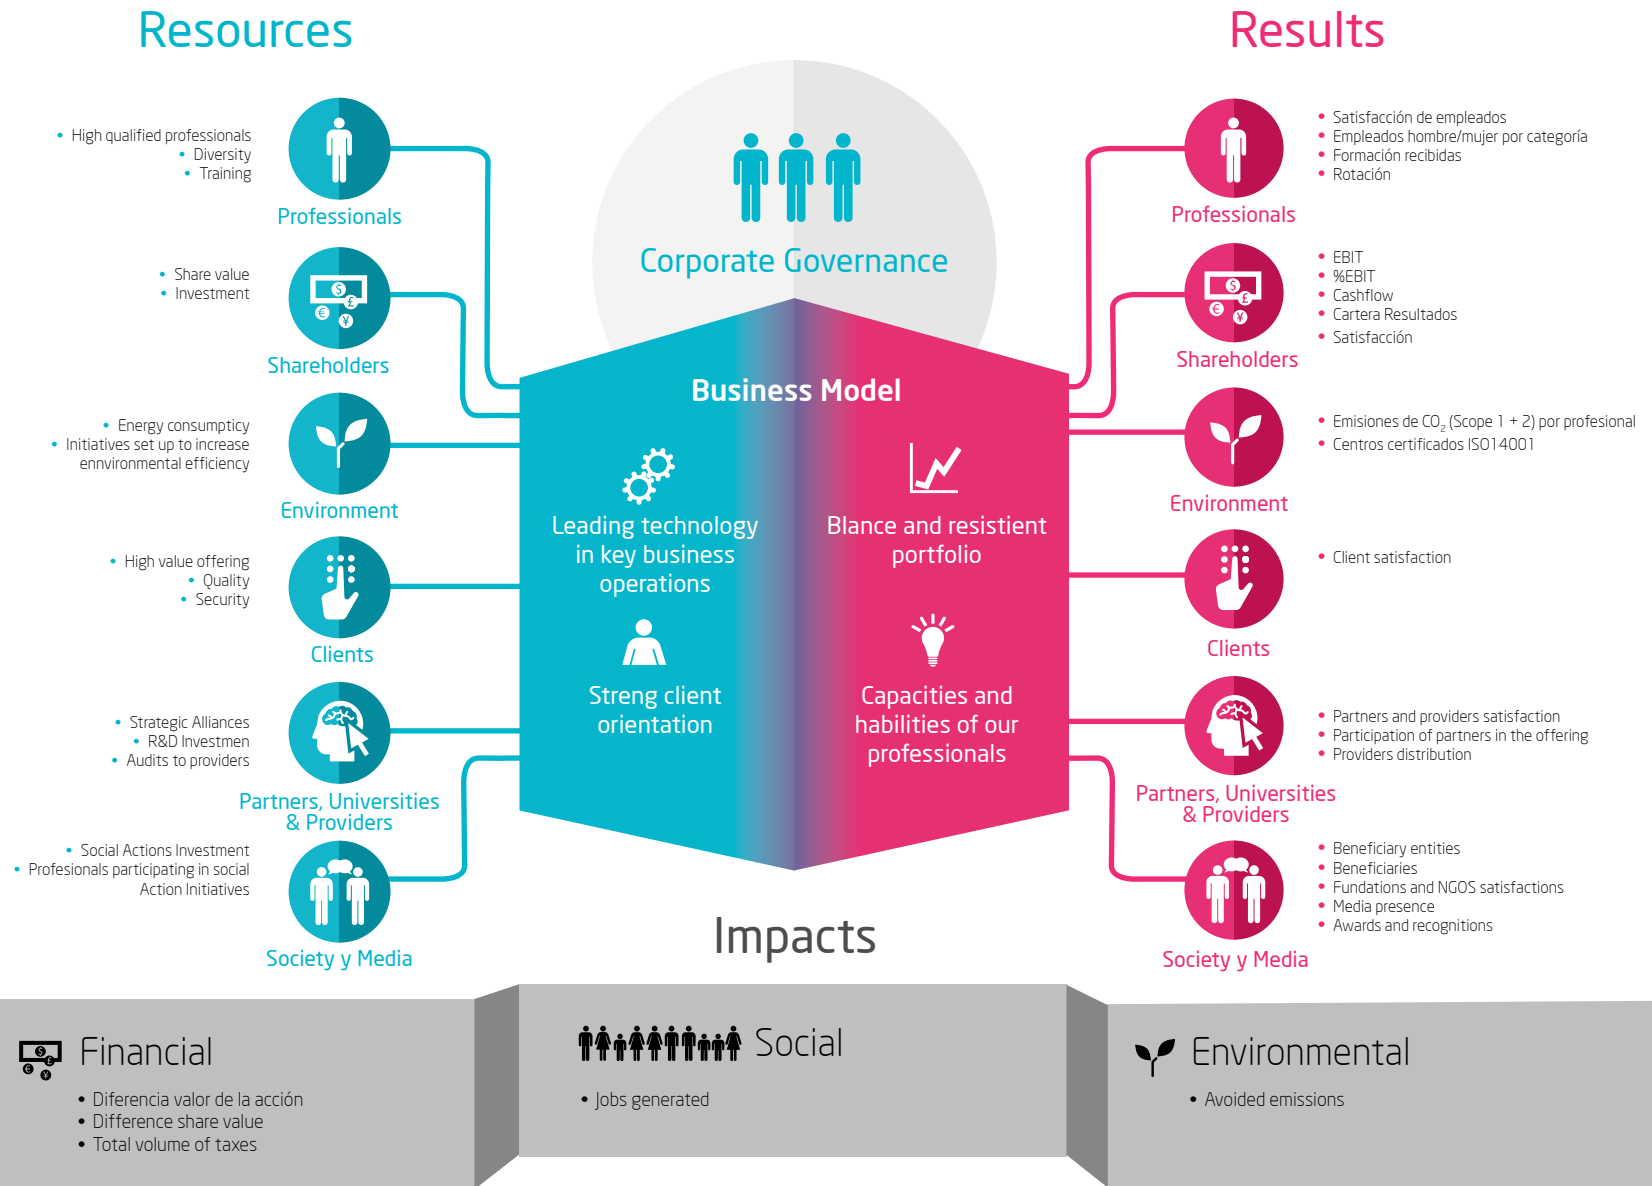 Resources
• High qualified professionals
• Diversity
• Training
Professionals
• Share value
• Investment
Shareholders
• Energy consumpticy
• Initiatives set up to increase
ennvironmental efficiency
Environment
• High value offering
• Quality
• Security
Clients
• Strategic Alliances
• R&D Investmen
• Audits to providers
Partners, Universities
& Providers
• Social Actions Investment
• Profesionals participating in social
Action Initiatives
Society y Media
Corporate Governance
Business Model
Leading technology
in key business
operations
Streng client
orientation
Blance and resistient
portfolio
Capacities and
habilities of our
professionals
Results
• Satisfacción de empleados
• Empleados hombre/mujer por categoría
• Formación recibidas
• Rotación
Professionals
• EBIT
• %EBIT
• Cashflow
• Cartera Resultados
• Satisfacción
Shareholders
• Emisiones de CO₂ (Scope 1 + 2) por profesional
• Centros certificados ISO14001
Environment
• Client satisfaction
Clients
• Partners and providers satisfaction
• Participation of partners in the offering
• Providers distribution
Partners, Universities
& Providers
• Beneficiary entities
• Beneficiaries
• Fundations and NGOS satisfactions
• Media presence
• Awards and recognitions
Society y Media
Impacts
Financial
• Diferencia valor de la acción
• Difference share value
• Total volume of taxes
Social
• Jobs generated
Environmental
• Avoided emissions